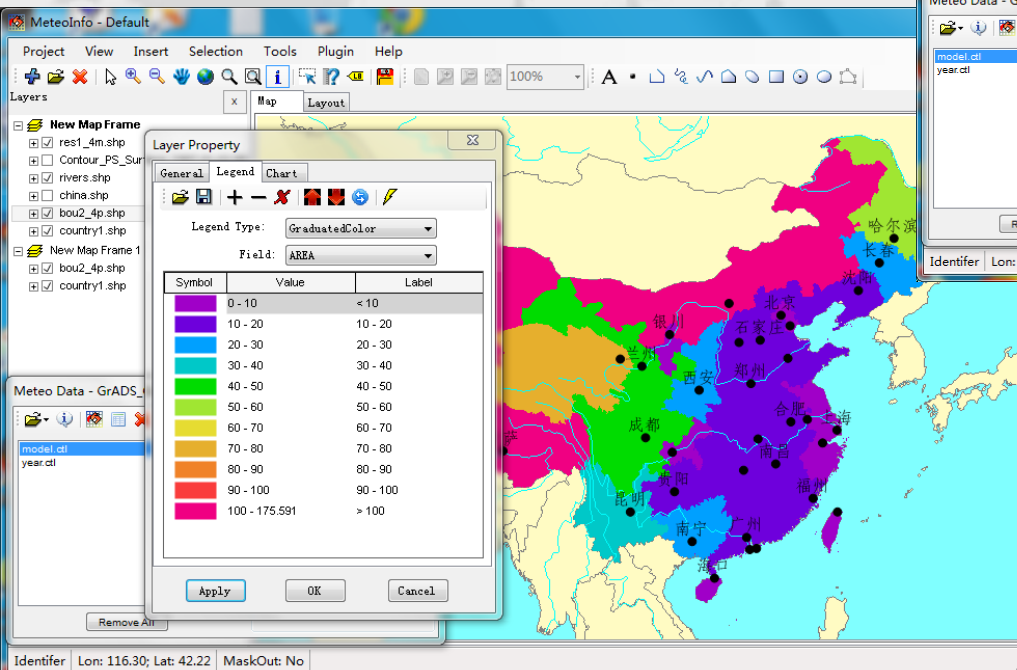 MeteoInfo - Default
Project View Insert Selection Tools Plugin Help
100%
A
Layers
x
Map Layout
New Map Frame
res1_4m.shp
Contour_PS_Sur
rivers.shp
china.shp
bou2_4p.shp
country1.shp
New Map Frame 1
bou2_4p.shp
country1.shp
Layer Property
General Legend Chart
Legend Type: GraduatedColor
Field: AREA
Symbol Value Label
0 - 10 < 10
10 - 20 10 - 20
20 - 30 20 - 30
30 - 40 30 - 40
40 - 50 40 - 50
50 - 60 50 - 60
60 - 70 60 - 70
70 - 80 70 - 80
80 - 90 80 - 90
90 - 100 90 - 100
100 - 175.591 > 100
Apply OK Cancel
哈尔滨
长春
沈阳
北京
银川
石家庄
兰州
郑州
西安
合肥
上海
成都
南昌
贵阳
福州
昆明
广州
南宁
海口
Meteo Data - GrADS_
model.ctl
year.ctl
Remove All
Meteo Data - G
model.ctl
year.ctl
R
Identifer Lon:
Identifer Lon: 116.30; Lat: 42.22 MaskOut: No